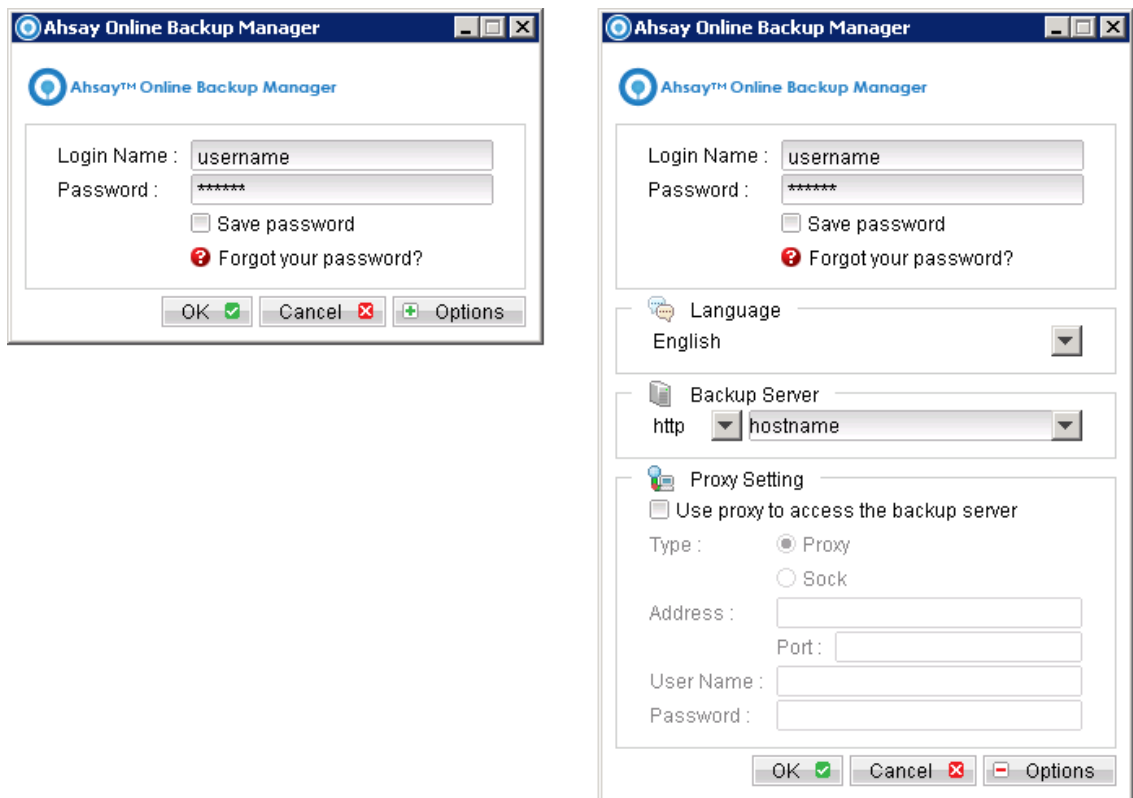 Ahsay Online Backup Manager
Ahsay™ Online Backup Manager
Login Name : username
Password : ******
Save password
Forgot your password?
OK Cancel Options
Ahsay Online Backup Manager
Ahsay™ Online Backup Manager
Login Name : username
Password : ******
Save password
Forgot your password?
Language
English
Backup Server
http hostname
Proxy Setting
Use proxy to access the backup server
Type : Proxy
Sock
Address :
Port :
User Name :
Password :
OK Cancel Options